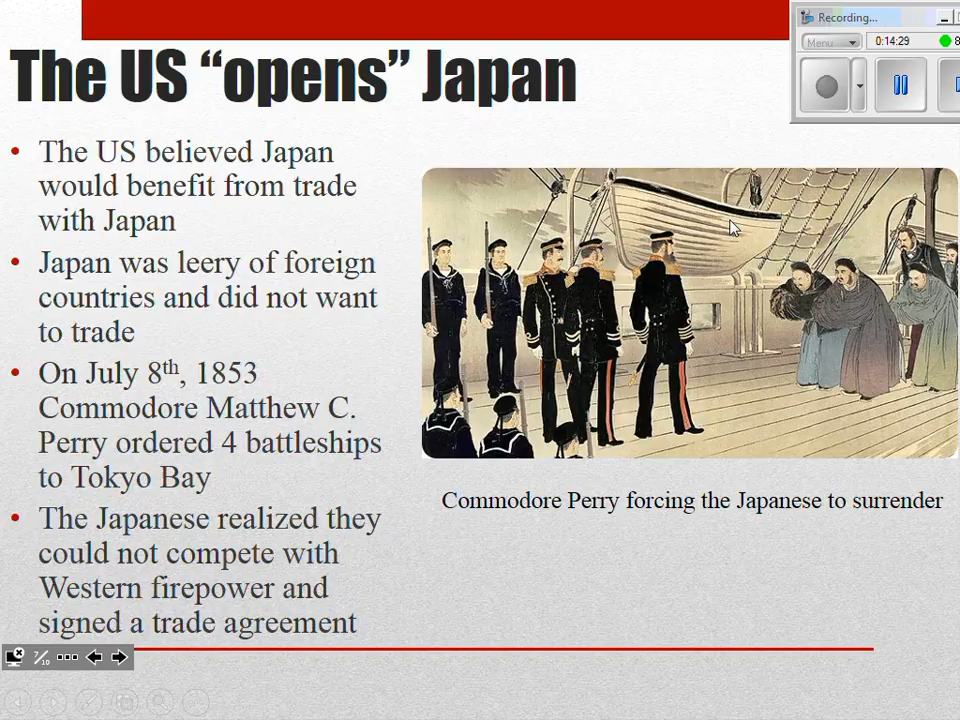 Recording...
Menu
0:14:29
8
The US “opens” Japan
• The US believed Japan
would benefit from trade
with Japan
• Japan was leery of foreign
countries and did not want
to trade
• On July 8th, 1853
Commodore Matthew C.
Perry ordered 4 battleships
to Tokyo Bay
• The Japanese realized they
could not compete with
Western firepower and
signed a trade agreement
Commodore Perry forcing the Japanese to surrender
7/10